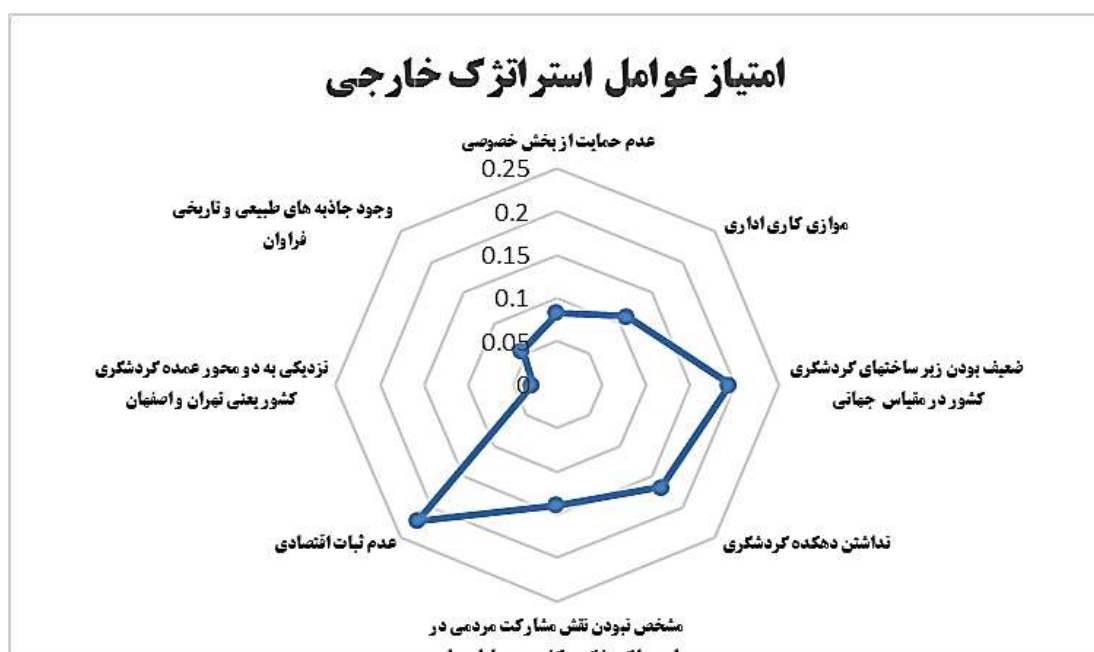 امتیاز عوامل استراتژک خارجی
عدم حمایت از بخش خصوصی
0.25
0.2
0.15
0.1
0.05
0
موازی کاری اداری
ضعیف بودن زیر ساختهای گردشگری
کشور در مقیاس جهانی
نداشتن دهکده گردشگری
مشخص نبودن نقش مشارکت مردمی در
عدم ثبات اقتصادی
نزدیکی به دو محور عمده گردشگری
کشور یعنی تهران و اصفهان
وجود جاذبه های طبیعی و تاریخی
فراوان